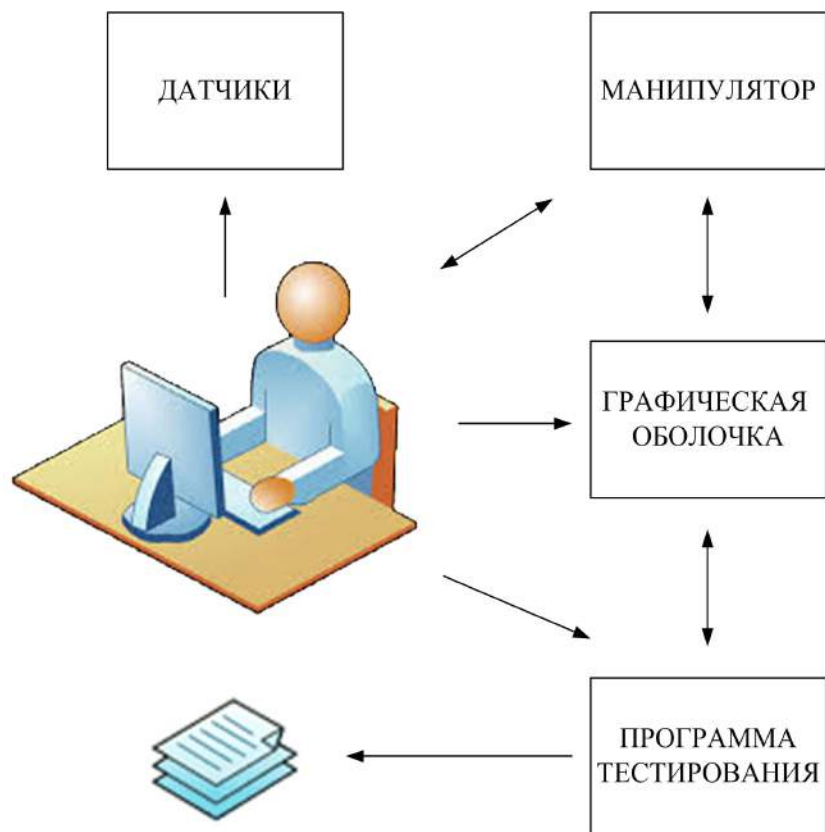 ДАТЧИКИ
МАНИПУЛЯТОР
ГРАФИЧЕСКАЯ
ОБОЛОЧКА
ПРОГРАММА
ТЕСТИРОВАНИЯ